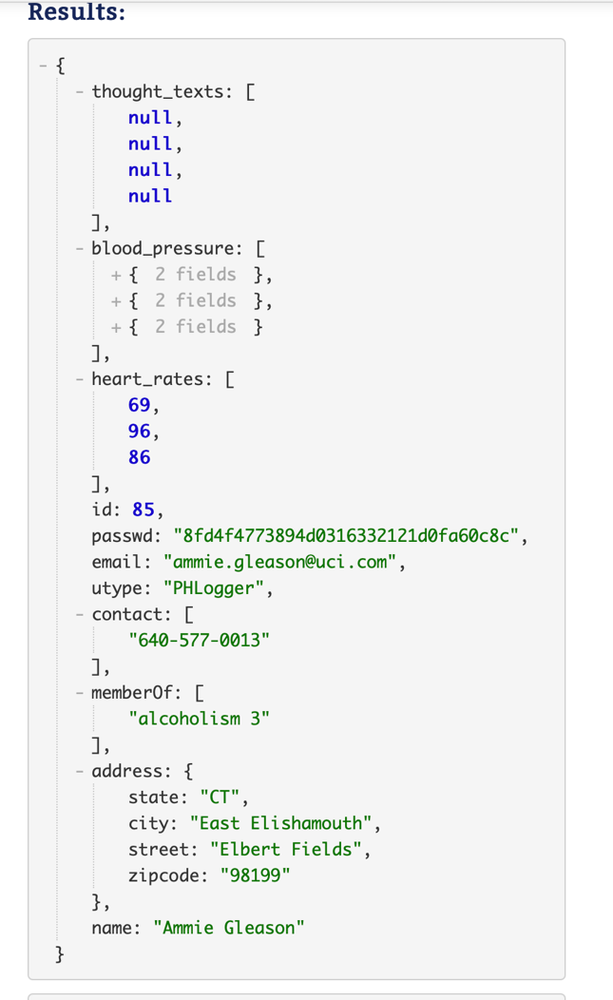 Results:
- {
- thought_texts: [
null,
null,
null,
null
],
- blood_pressure: [
+ { 2 fields },
+ { 2 fields },
+ { 2 fields }
],
- heart_rates: [
69,
96,
86
],
id: 85,
passwd: "8fd4f4773894d0316332121d0fa60c8c",
email: "ammie.gleason@uci.com",
utype: "PHLogger",
- contact: [
"640-577-0013"
],
- memberOf: [
"alcoholism 3"
],
- address: {
state: "CT",
city: "East Elishamouth",
street: "Elbert Fields",
zipcode: "98199"
},
name: "Ammie Gleason"
}